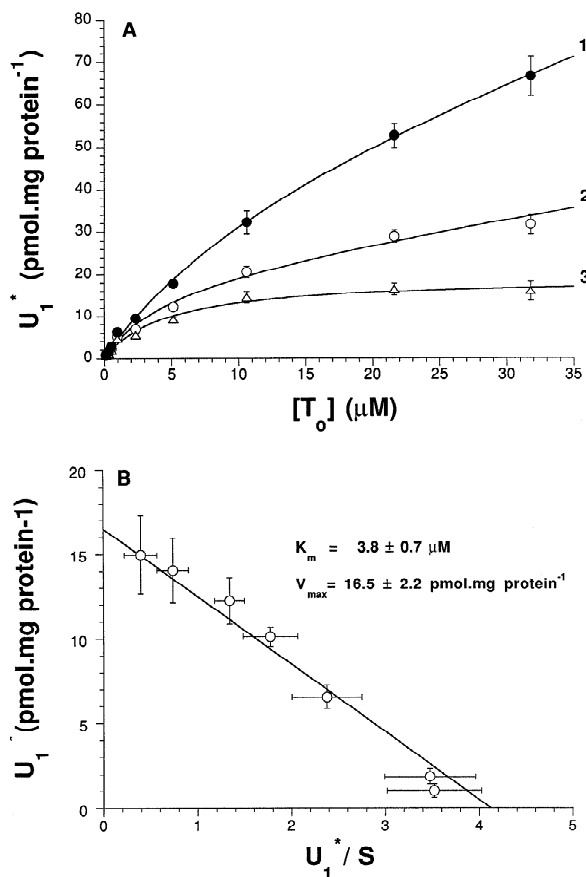 A
80
70
60
50
40
30
20
10
0
U₁* (pmol.mg protein⁻¹)
1
2
3
0 5 10 15 20 25 30 35
[Tₒ] (μM)
B
20
15
10
5
0
U₁* (pmol.mg protein-1)
Kₘ = 3.8 ± 0.7 μM
Vₘₐₓ = 16.5 ± 2.2 pmol.mg protein⁻¹
0 1 2 3 4 5
U₁*/ S